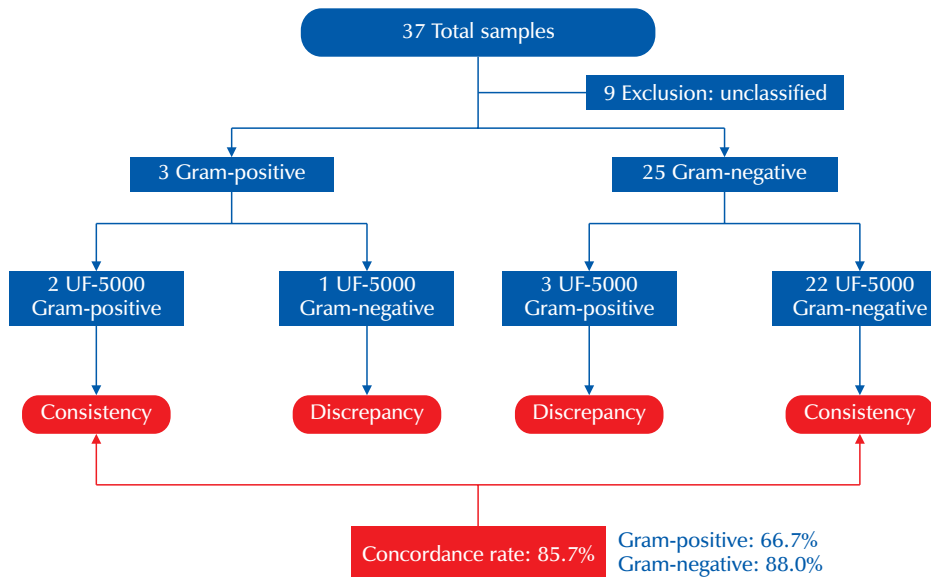 37 Total samples
9 Exclusion: unclassified
3 Gram-positive
25 Gram-negative
2 UF-5000
Gram-positive
1 UF-5000
Gram-negative
3 UF-5000
Gram-positive
22 UF-5000
Gram-negative
Consistency
Discrepancy
Discrepancy
Consistency
Concordance rate: 85.7%
Gram-positive: 66.7%
Gram-negative: 88.0%